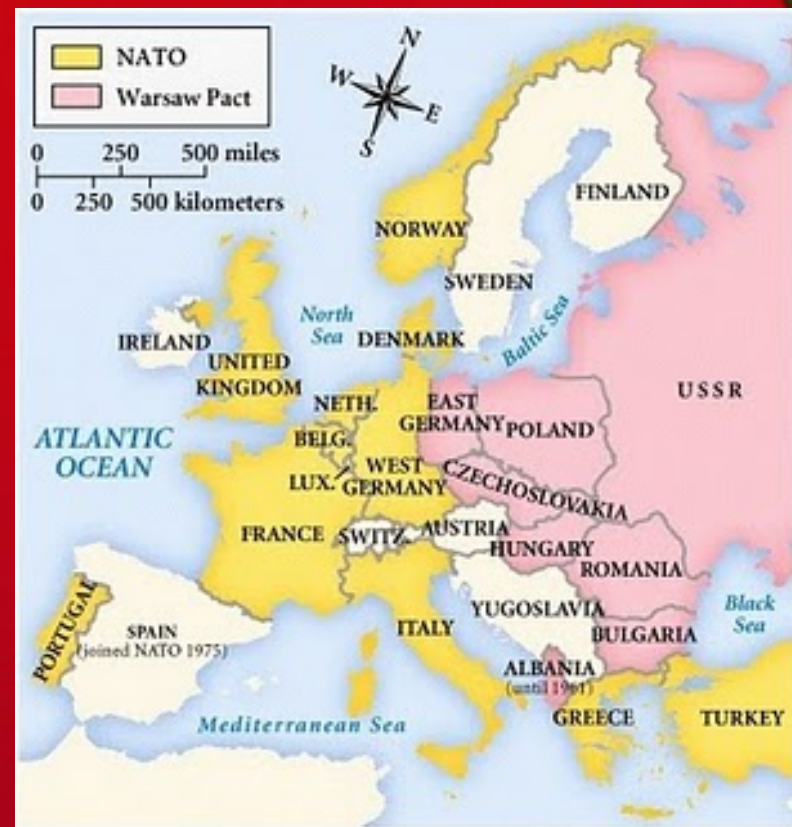 NATO
Warsaw Pact
N
W
E
S
0 250 500 miles
0 250 500 kilometers
FINLAND
NORWAY
SWEDEN
North
Sea
DENMARK
Baltic Sea
IRELAND
UNITED
KINGDOM
USSR
NETH.
EAST
GERMANY
POLAND
BELG.
ATLANTIC
OCEAN
LUX.
WEST
GERMANY
CZECHOSLOVAKIA
FRANCE
SWITZ.
AUSTRIA
HUNGARY
ROMANIA
PORTUGAL
SPAIN
(joined NATO 1975)
ITALY
YUGOSLAVIA
BULGARIA
Black
Sea
ALBANIA
(until 1961)
GREECE
TURKEY
Mediterranean Sea